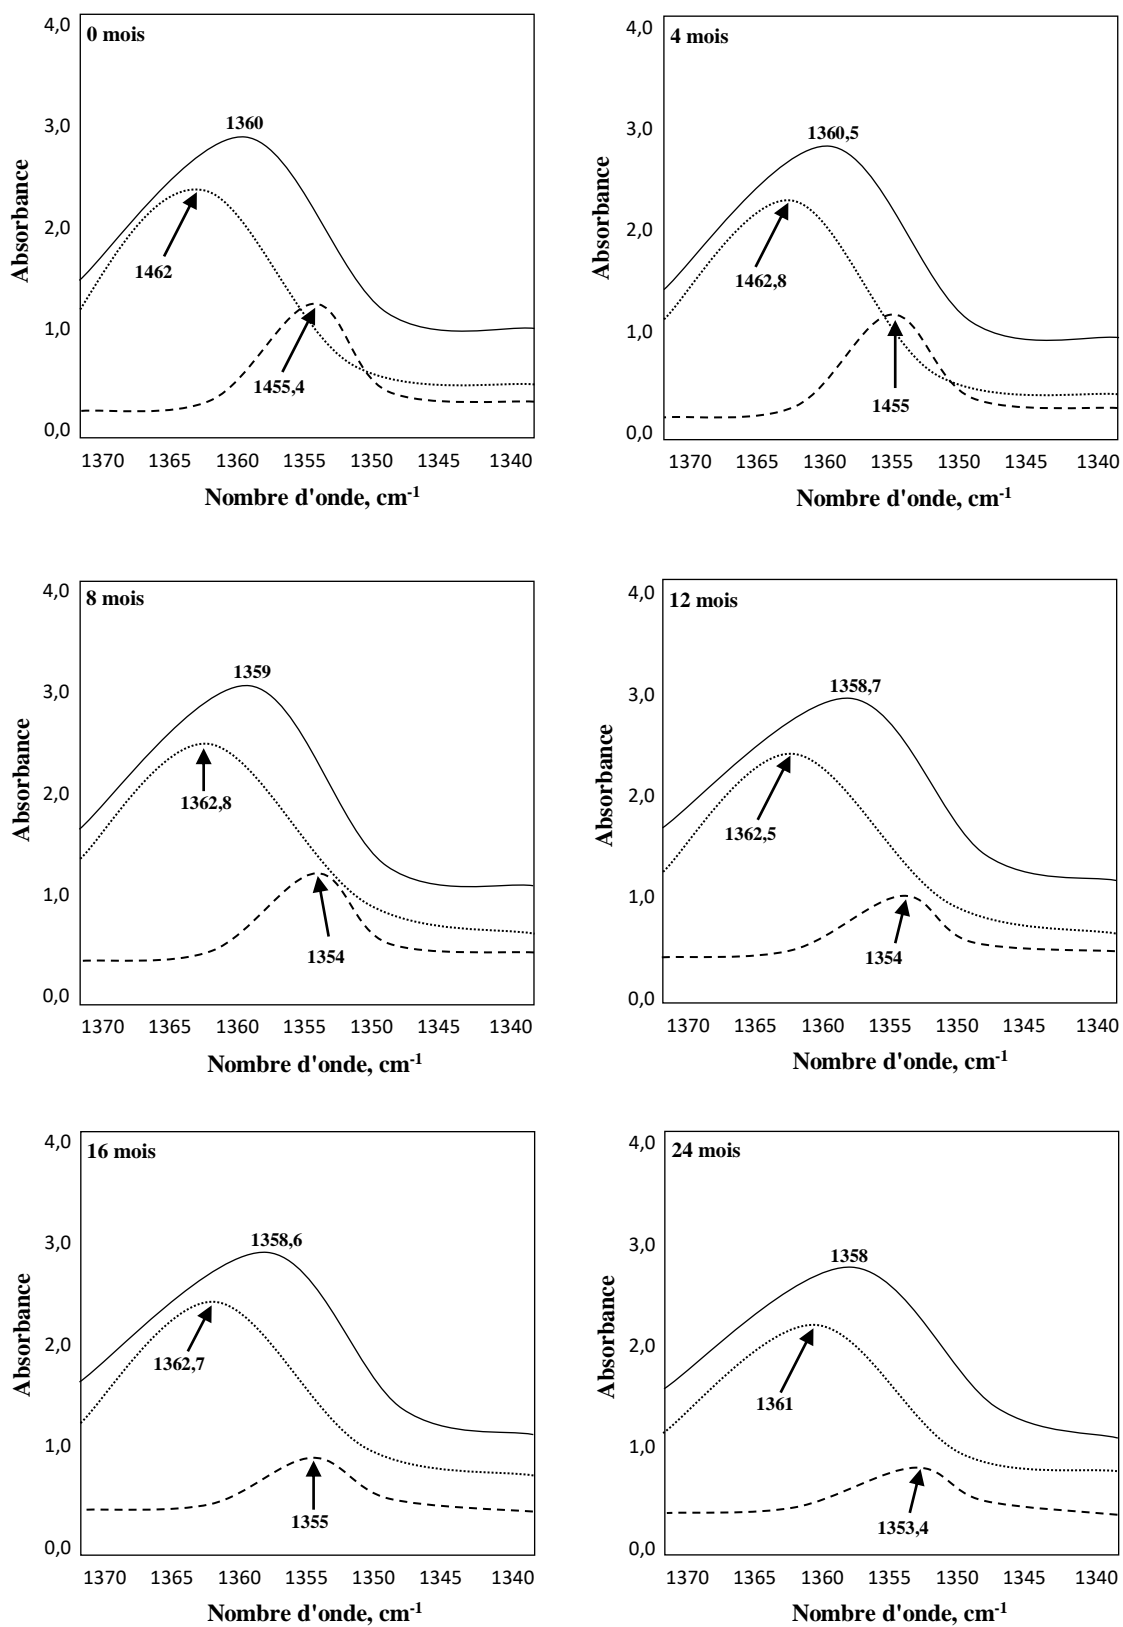 0 mois
4,0
3,0
2,0
1,0
0,0
Absorbance
1360
1462
1455,4
1370 1365 1360 1355 1350 1345 1340
Nombre d'onde, cm-1
4 mois
4,0
3,0
2,0
1,0
0,0
Absorbance
1360,5
1462,8
1455
1370 1365 1360 1355 1350 1345 1340
Nombre d'onde, cm-1
8 mois
4,0
3,0
2,0
1,0
0,0
Absorbance
1359
1362,8
1354
1370 1365 1360 1355 1350 1345 1340
Nombre d'onde, cm-1
12 mois
4,0
3,0
2,0
1,0
0,0
Absorbance
1358,7
1362,5
1354
1370 1365 1360 1355 1350 1345 1340
Nombre d'onde, cm-1
16 mois
4,0
3,0
2,0
1,0
0,0
Absorbance
1358,6
1362,7
1355
1370 1365 1360 1355 1350 1345 1340
Nombre d'onde, cm-1
24 mois
4,0
3,0
2,0
1,0
0,0
Absorbance
1358
1361
1353,4
1370 1365 1360 1355 1350 1345 1340
Nombre d'onde, cm-1